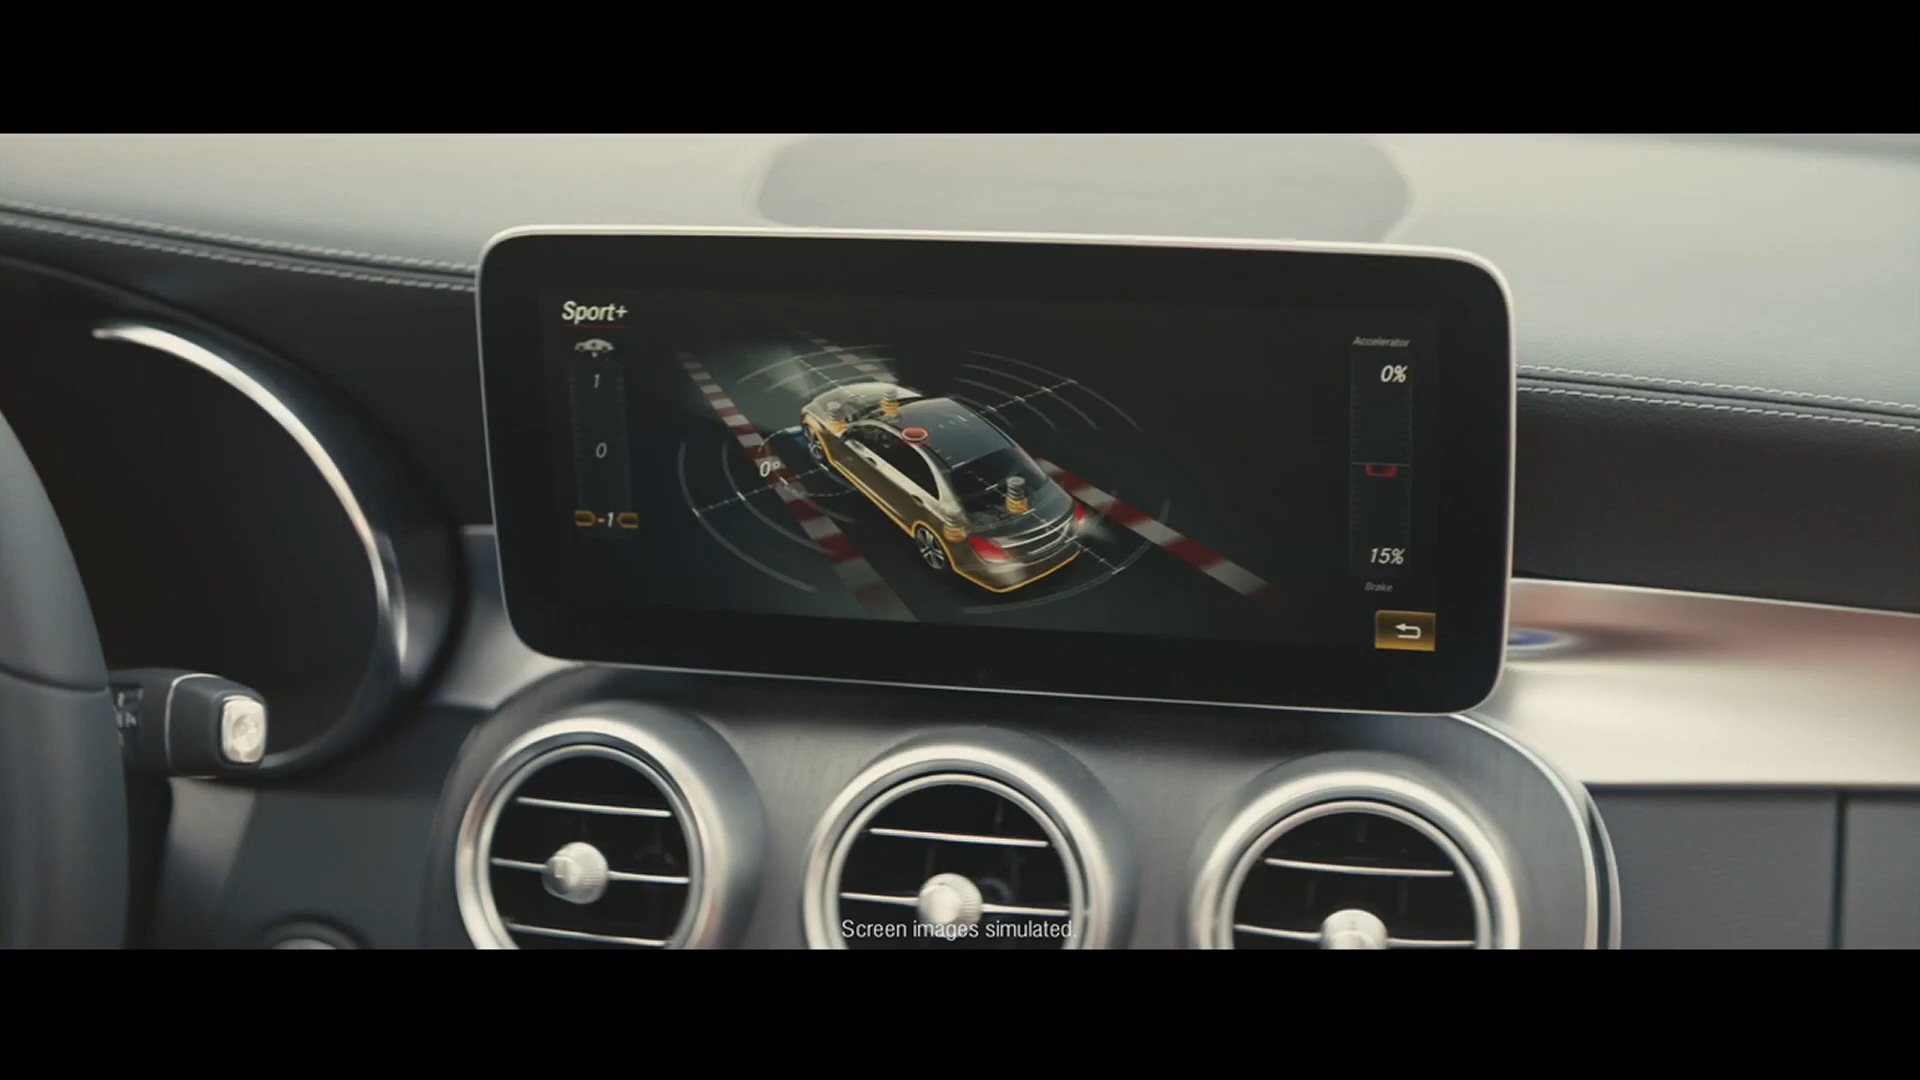 Sport+
Accelerator
1
0%
0
0°
-1
15%
Brake
Screen images simulated.